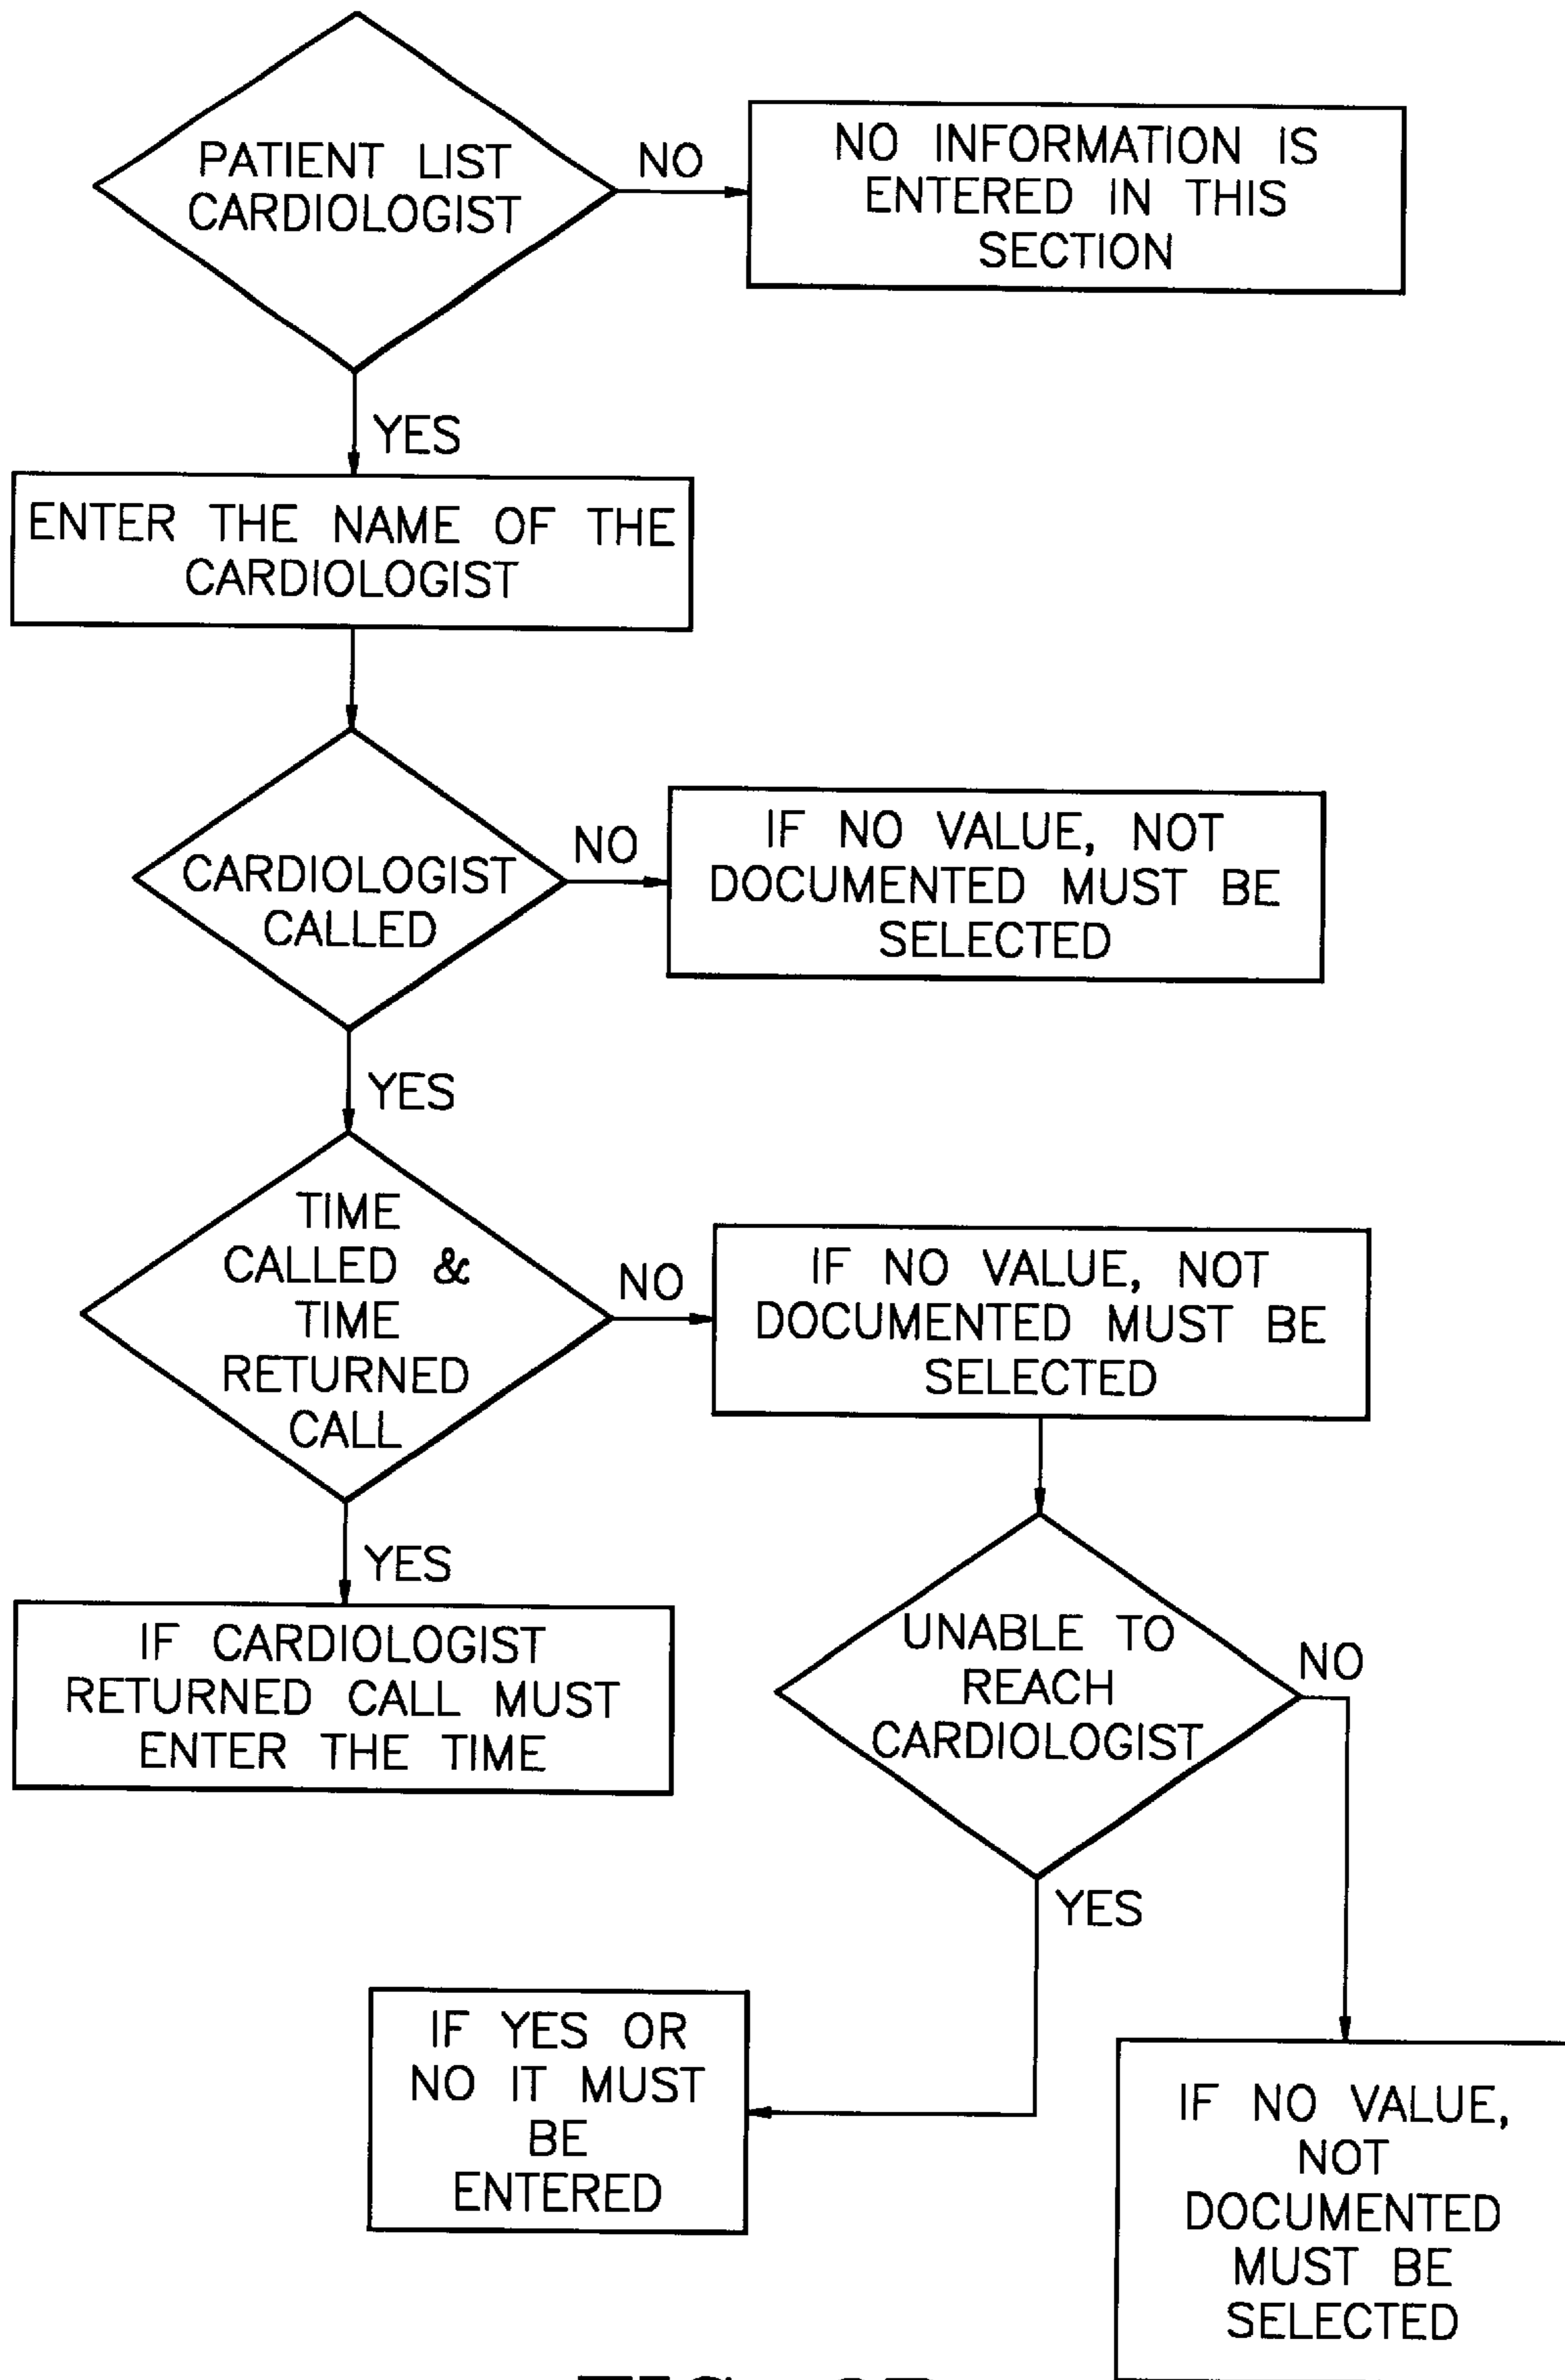 PATIENT LIST
CARDIOLOGIST
NO
NO INFORMATION IS
ENTERED IN THIS
SECTION
YES
ENTER THE NAME OF THE
CARDIOLOGIST
CARDIOLOGIST
CALLED
NO
IF NO VALUE, NOT
DOCUMENTED MUST BE
SELECTED
YES
TIME
CALLED &
TIME
RETURNED
CALL
NO
IF NO VALUE, NOT
DOCUMENTED MUST BE
SELECTED
YES
IF CARDIOLOGIST
RETURNED CALL MUST
ENTER THE TIME
UNABLE TO
REACH
CARDIOLOGIST
NO
YES
IF YES OR
NO IT MUST
BE
ENTERED
IF NO VALUE,
NOT
DOCUMENTED
MUST BE
SELECTED